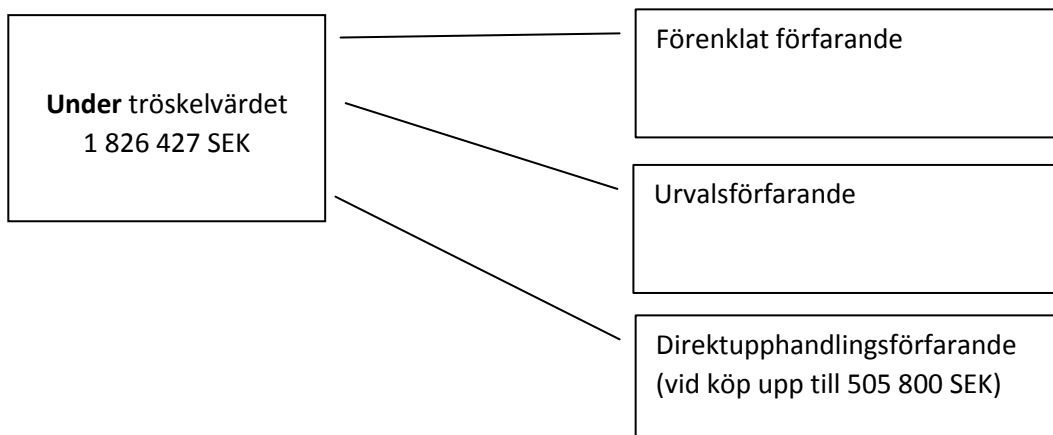 Under tröskelvärdet
1 826 427 SEK
Förenklat förfarande
Urvalsförfarande
Direktupphandlingsförfarande
(vid köp upp till 505 800 SEK)